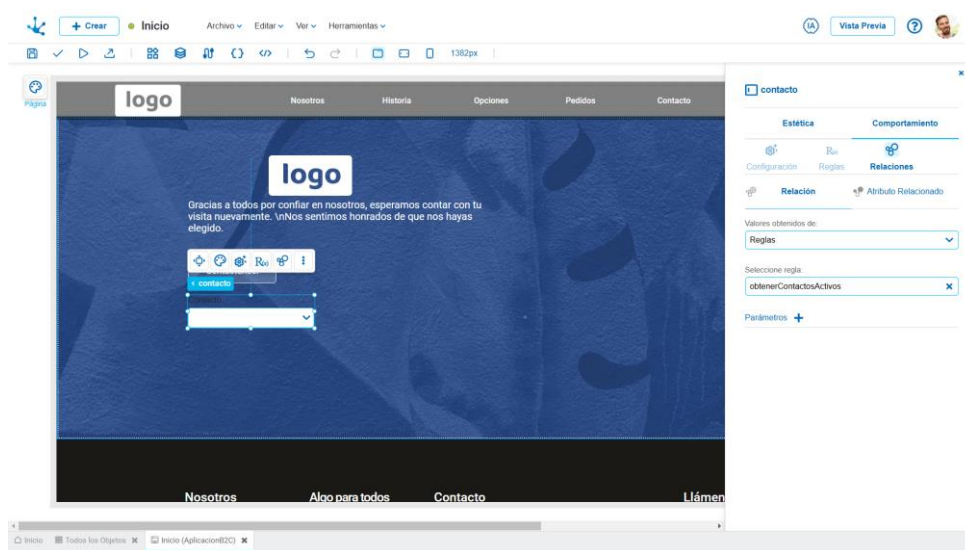 + Crear
Inicio
Archivo
Editar
Ver
Herramientas
IA
Vista Previa
?
1382px
Página
logo
Nosotros
Historia
Opciones
Pedidos
Contacto
logo
Gracias a todos por confiar en nosotros, esperamos contar con tu
visita nuevamente. \nNos sentimos honrados de que nos hayas
elegido.
contacto
Contacto
Nosotros
Algo para todos
Contacto
Llámen
contacto
Estética
Comportamiento
Configuración
Reglas
Relaciones
Relación
Atributo Relacionado
Valores obtenidos de:
Reglas
Seleccione regla:
obtenerContactosActivos
Parámetros +
Inicio
Todos los Objetos
Inicio (AplicacionB2C)